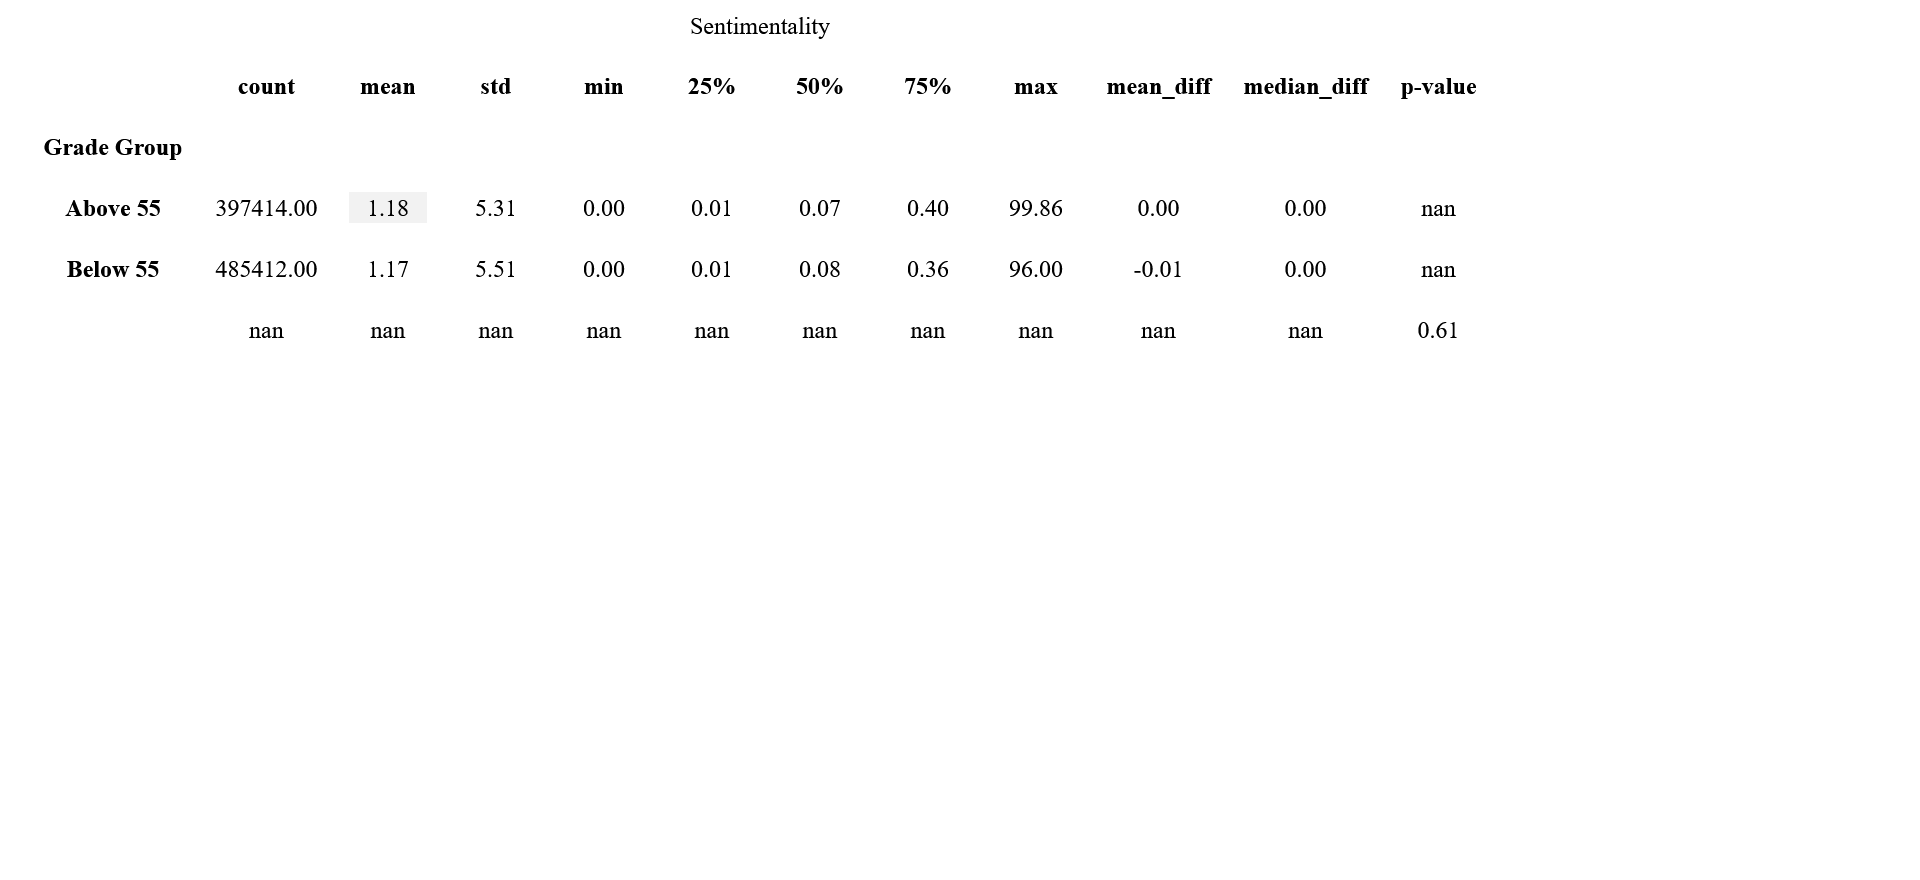 Sentimentality
count mean std min 25% 50% 75% max mean_diff median_diff p-value
Grade Group
Above 55 397414.00 1.18 5.31 0.00 0.01 0.07 0.40 99.86 0.00 0.00 nan
Below 55 485412.00 1.17 5.51 0.00 0.01 0.08 0.36 96.00 -0.01 0.00 nan
nan nan nan nan nan nan nan nan nan nan 0.61